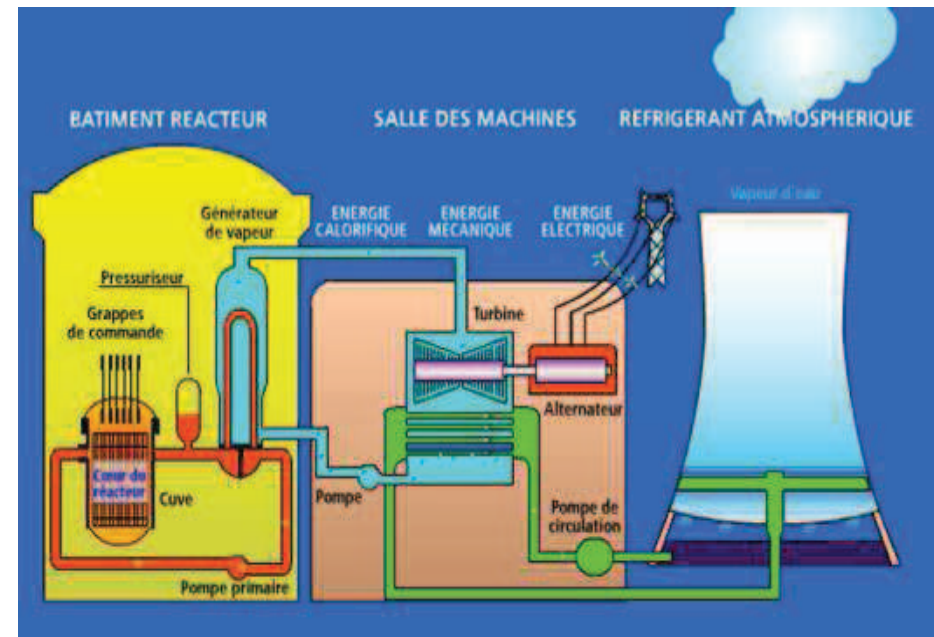 BATIMENT REACTEUR
SALLE DES MACHINES
REFRIGERANT ATMOSPHERIQUE
Vapeur d'eau
Générateur
de vapeur
ENERGIE
CALORIFIQUE
ENERGIE
MECANIQUE
ENERGIE
ELECTRIQUE
Pressuriseur
Grappes
de commande
Turbine
Alternateur
Cœur du
réacteur
Cuve
Pompe
Pompe de
circulation
Pompe primaire